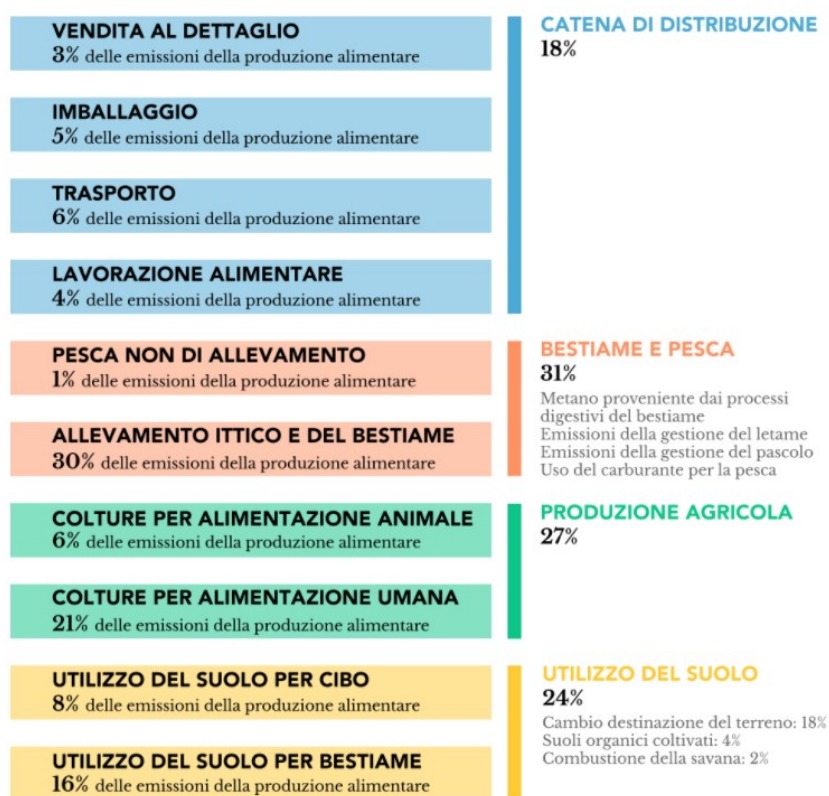 VENDITA AL DETTAGLIO
3% delle emissioni della produzione alimentare
IMBALLAGGIO
5% delle emissioni della produzione alimentare
TRASPORTO
6% delle emissioni della produzione alimentare
LAVORAZIONE ALIMENTARE
4% delle emissioni della produzione alimentare
CATENA DI DISTRIBUZIONE
18%
PESCA NON DI ALLEVAMENTO
1% delle emissioni della produzione alimentare
ALLEVAMENTO ITTICO E DEL BESTIAME
30% delle emissioni della produzione alimentare
BESTIAME E PESCA
31%
Metano proveniente dai processi
digestivi del bestiame
Emissioni della gestione del letame
Emissioni della gestione del pascolo
Uso del carburante per la pesca
COLTURE PER ALIMENTAZIONE ANIMALE
6% delle emissioni della produzione alimentare
COLTURE PER ALIMENTAZIONE UMANA
21% delle emissioni della produzione alimentare
PRODUZIONE AGRICOLA
27%
UTILIZZO DEL SUOLO PER CIBO
8% delle emissioni della produzione alimentare
UTILIZZO DEL SUOLO PER BESTIAME
16% delle emissioni della produzione alimentare
UTILIZZO DEL SUOLO
24%
Cambio destinazione del terreno: 18%
Suoli organici coltivati: 4%
Combustione della savana: 2%